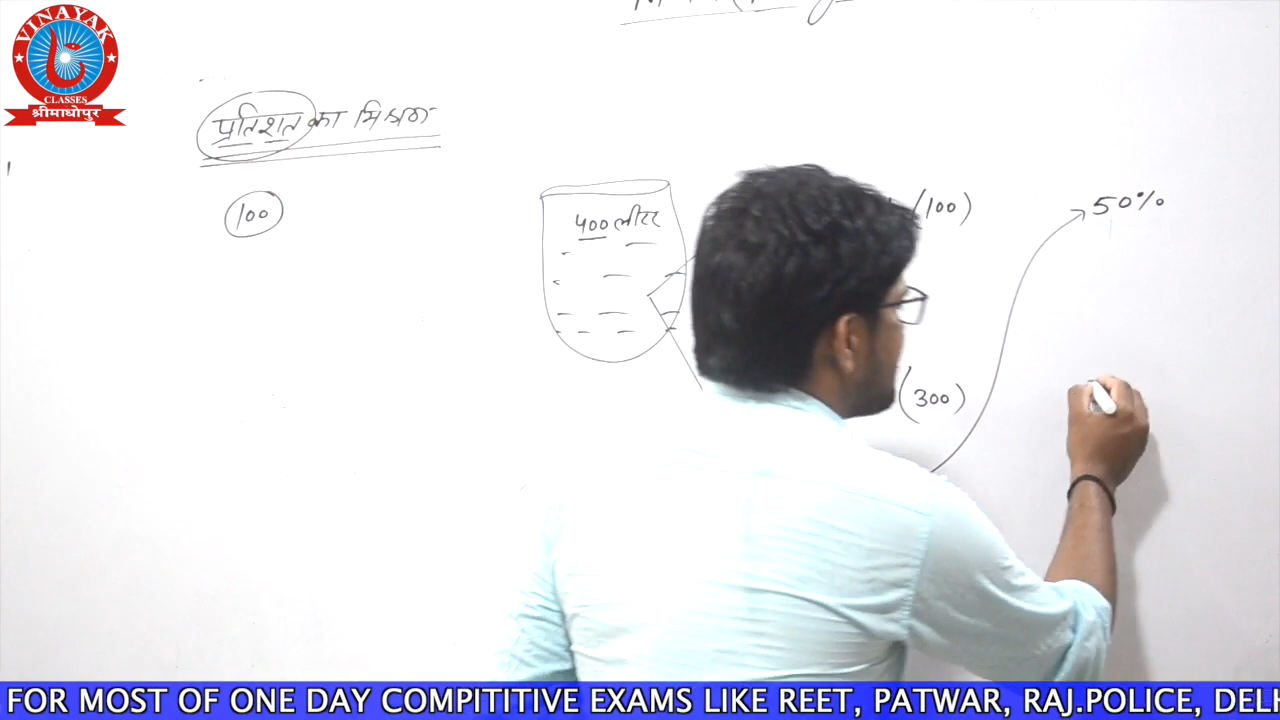 VINAYAK
CLASSES
श्रीमाधोपुर
प्रतिशत का मिश्रण
100
400 लीटर
(100)
50%
(300)
FOR MOST OF ONE DAY COMPITITIVE EXAMS LIKE REET, PATWAR, RAJ.POLICE, DELI